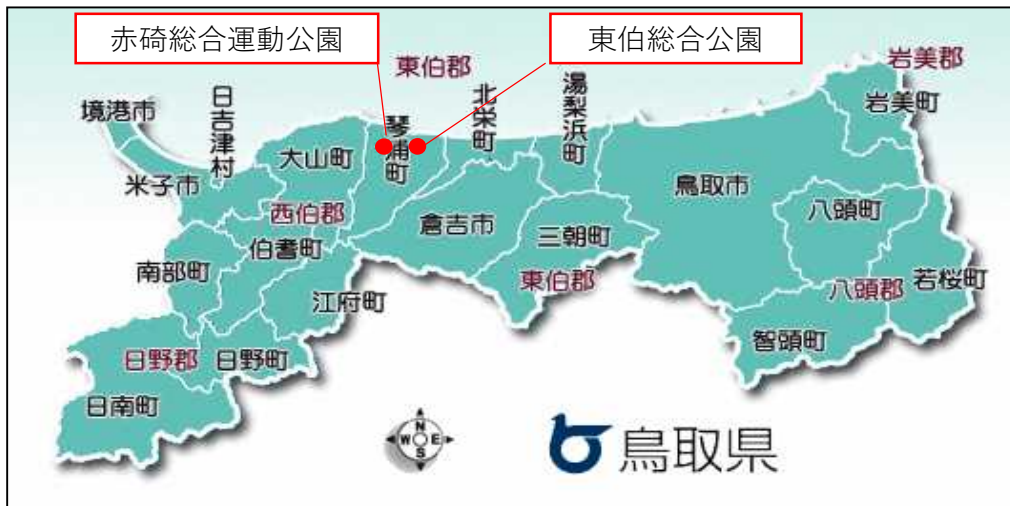 赤碕総合運動公園
東伯総合公園
東伯郡
岩美郡
岩美町
境港市
日吉津村
大山町
琴浦町
北栄町
湯梨浜町
米子市
鳥取市
八頭町
西伯郡
倉吉市
三朝町
伯耆町
南部町
東伯郡
八頭郡
若桜町
江府町
智頭町
日野郡
日野町
日南町
N
W E
S
鳥取県